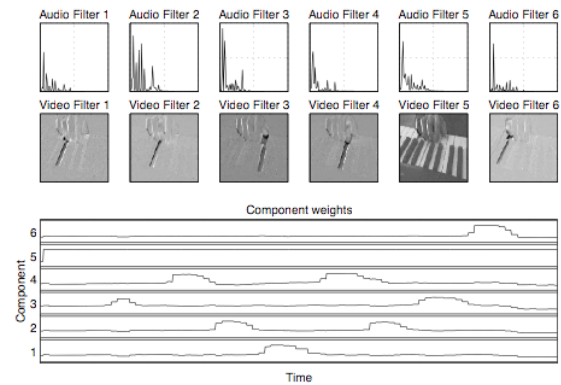 Audio Filter 1 Audio Filter 2 Audio Filter 3 Audio Filter 4 Audio Filter 5 Audio Filter 6
Video Filter 1 Video Filter 2 Video Filter 3 Video Filter 4 Video Filter 5 Video Filter 6
Component weights
Component
6
5
4
3
2
1
Time